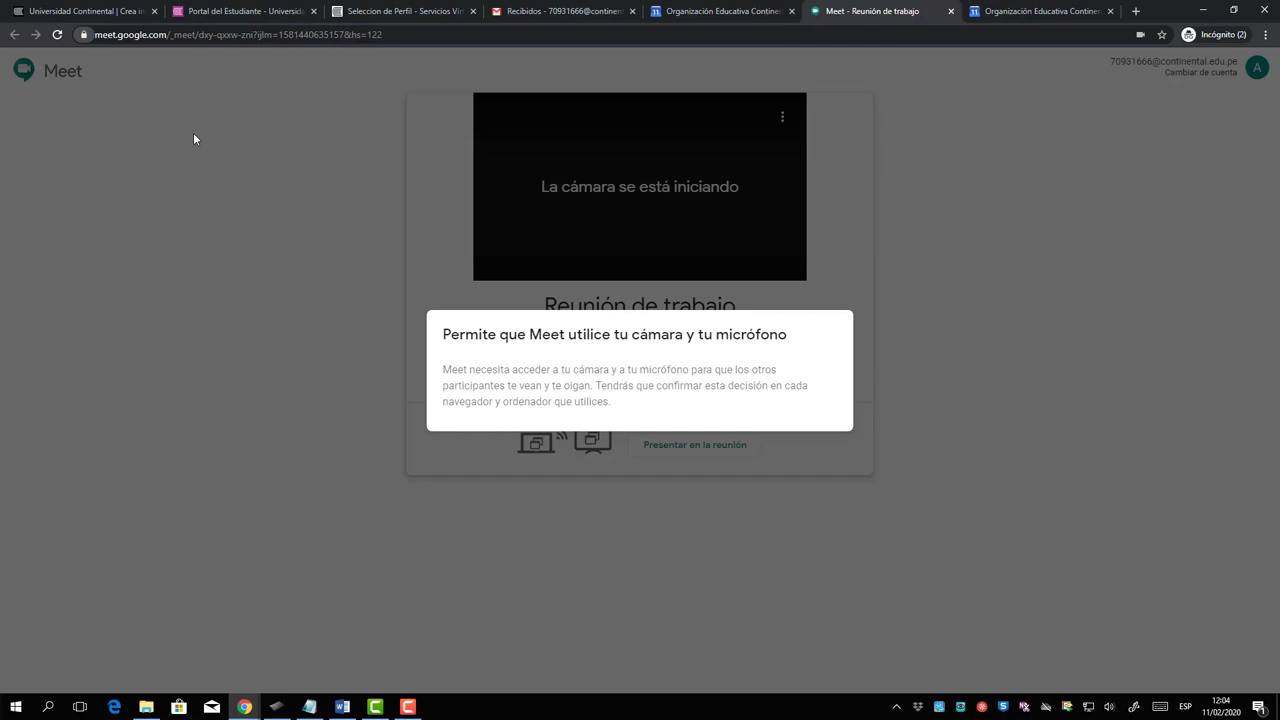 Universidad Continental | Crea in
Portal del Estudiante - Universi
Seleccion de Perfil - Servicios Vi
Recibidos - 70931666@continen
Organización Educativa Contine
Meet - Reunión de trabajo
Organización Educativa Contine
meet.google.com/_meet/dxy-qxxw-zni?ijlm=1581440635157&hs=122
Incógnito (2)
Meet
70931666@continental.edu.pe
Cambiar de cuenta
A
La cámara se está iniciando
Reunión de trabajo
Permite que Meet utilice tu cámara y tu micrófono
Meet necesita acceder a tu cámara y a tu micrófono para que los otros
participantes te vean y te oigan. Tendrás que confirmar esta decisión en cada
navegador y ordenador que utilices.
Presentar en la reunión
ESP
12:04
11/02/2020